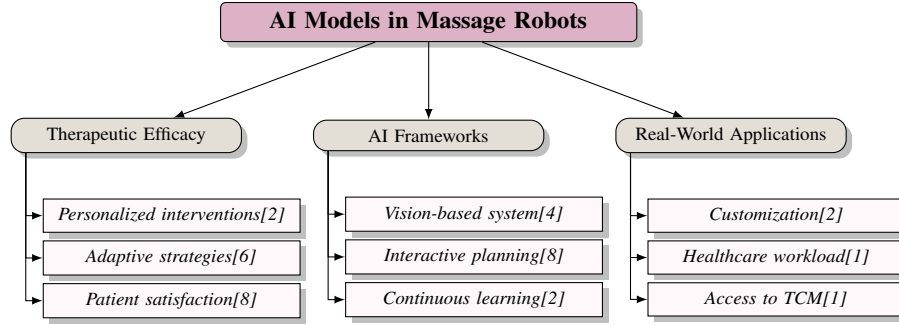 AI Models in Massage Robots
Therapeutic Efficacy
AI Frameworks
Real-World Applications
Personalized interventions[2]
Adaptive strategies[6]
Patient satisfaction[8]
Vision-based system[4]
Interactive planning[8]
Continuous learning[2]
Customization[2]
Healthcare workload[1]
Access to TCM[1]